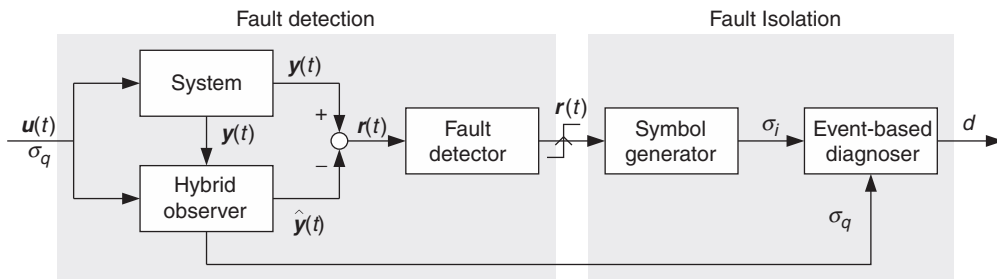 Fault detection
Fault Isolation
u(t)
σq
System
y(t)
y(t)
Hybrid
observer
ŷ(t)
+
−
r(t)
Fault
detector
r(t)
Symbol
generator
σi
Event-based
diagnoser
d
σq